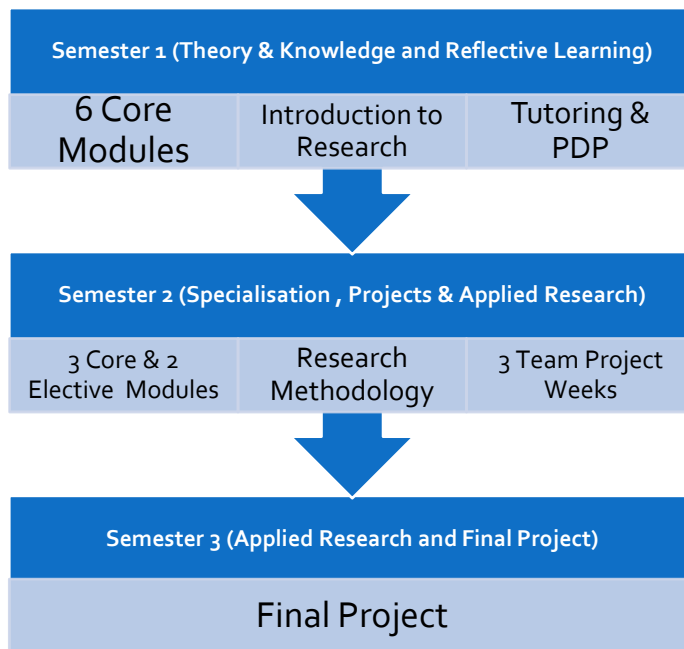 Semester 1 (Theory & Knowledge and Reflective Learning)
6 Core
Modules
Introduction to
Research
Tutoring &
PDP
Semester 2 (Specialisation , Projects & Applied Research)
3 Core & 2
Elective Modules
Research
Methodology
3 Team Project
Weeks
Semester 3 (Applied Research and Final Project)
Final Project